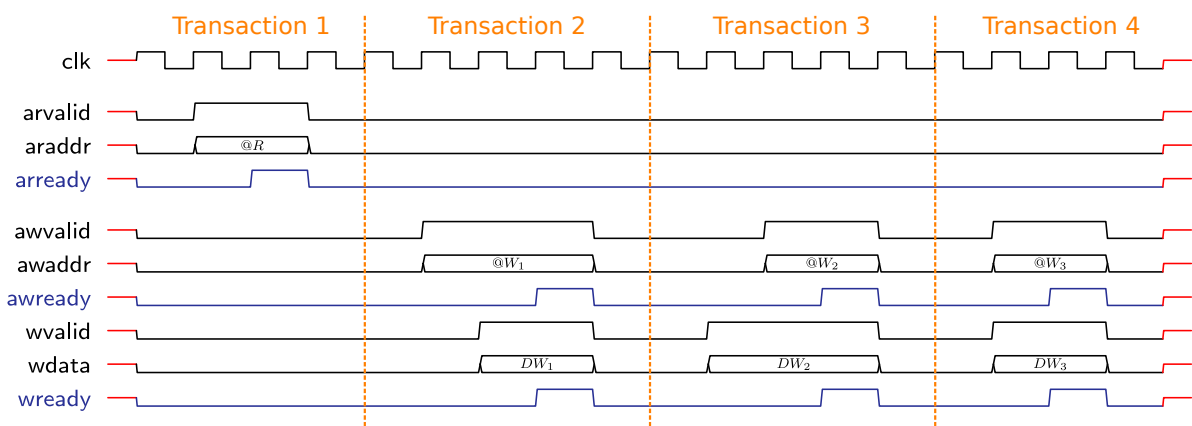 Transaction 1 Transaction 2 Transaction 3 Transaction 4
clk
arvalid
araddr @R
arready
awvalid
awaddr @W₁ @W₂ @W₃
awready
wvalid
wdata DW₁ DW₂ DW₃
wready